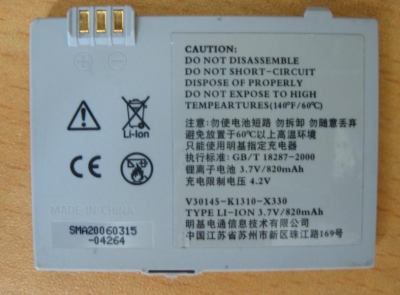 CAUTION:
DO NOT DISASSEMBLE
DO NOT SHORT-CIRCUIT
DISPOSE OF PROPERLY
DO NOT EXPOSE TO HIGH
TEMPEARTURES(140°F/60℃)
注意: 勿使电池短路 勿拆卸 勿随意丢弃
避免放置于60℃以上高温环境
只能使用明基指定充电器
执行标准: GB/T 18287-2000
锂离子电池 3.7V/820mAh
充电限制电压 4.2V
V30145-K1310-X330
TYPE LI-ION 3.7V/820mAh
明基电通信息技术有限公司
中国江苏省苏州市新区珠江路169号
Li-Ion
CE
MADE IN CHINA
SMA20060315
-04264